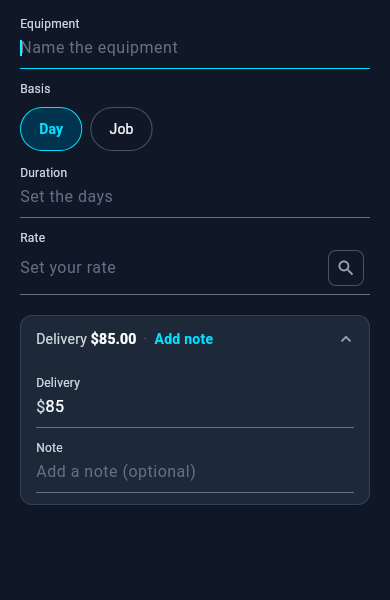 Equipment
Name the equipment
Basis
Day Job
Duration
Set the days
Rate
Set your rate
Delivery $85.00 · Add note
Delivery
$85
Note
Add a note (optional)